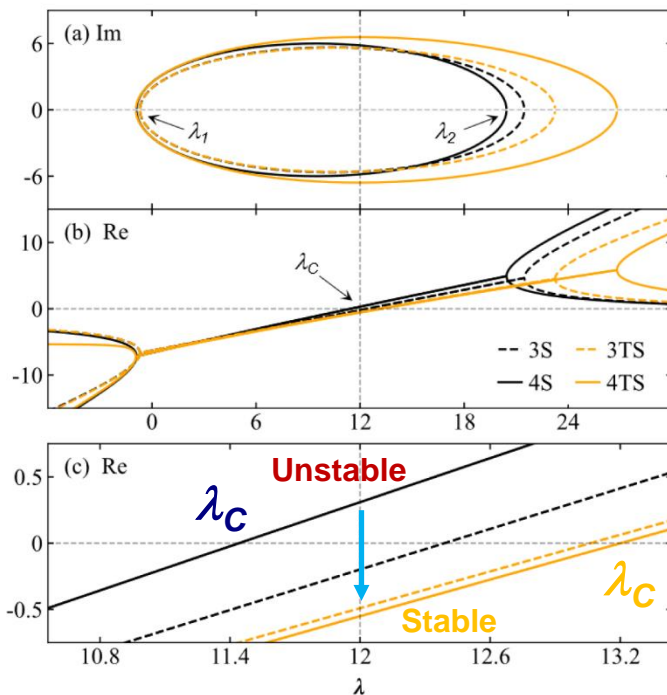 (a) Im
6
0
-6
λ1
λ2
(b) Re
10
0
-10
λC
3S
3TS
4S
4TS
0
6
12
18
24
(c) Re
0.5
0
-0.5
Unstable
λC
λC
Stable
10.8
11.4
12
12.6
13.2
λ